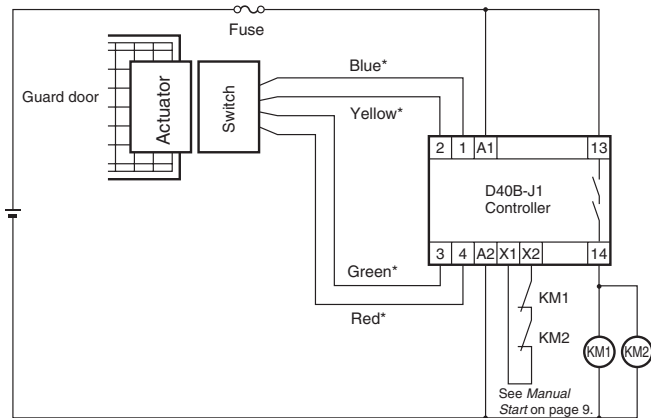 Fuse
Blue*
Guard door
Actuator
Switch
Yellow*
2 1 A1 13
D40B-J1
Controller
3 4 A2 X1 X2 14
Green*
KM1
Red*
KM2
KM1 KM2
See Manual
Start on page 9.